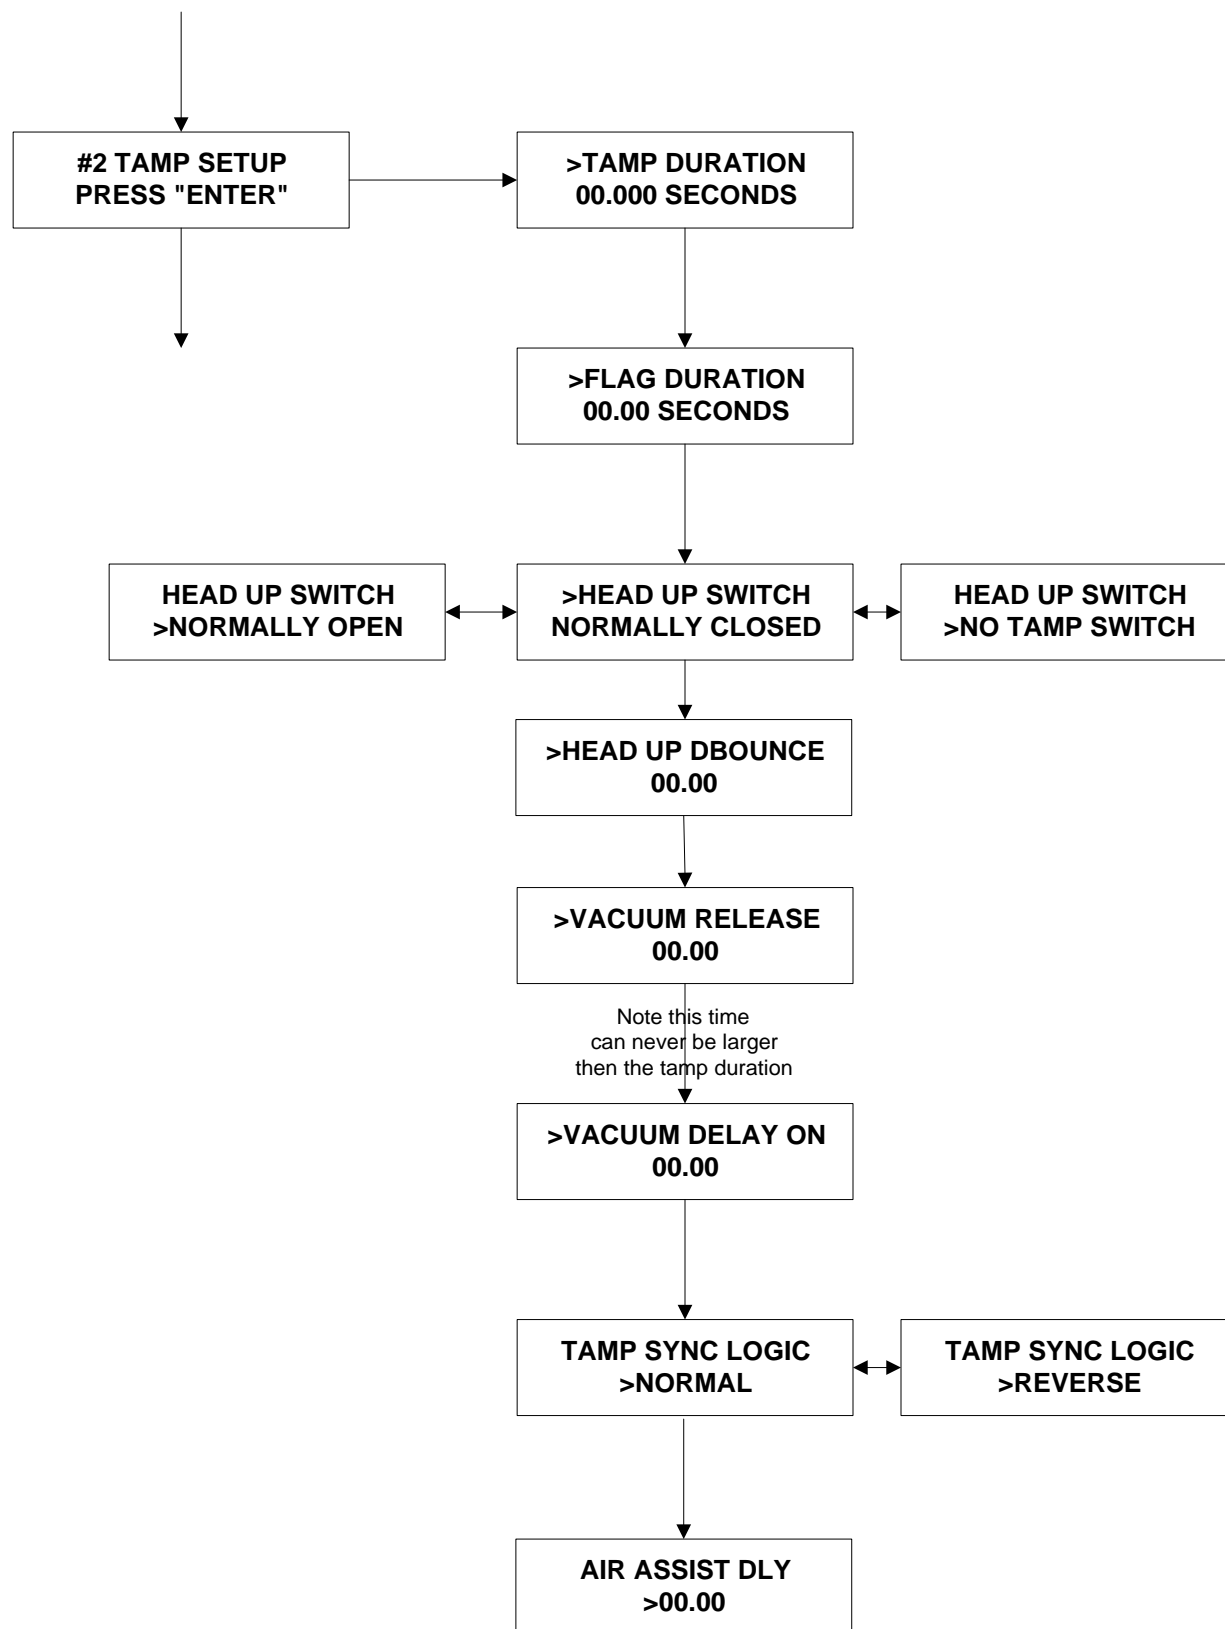 #2 TAMP SETUP
PRESS "ENTER"
>TAMP DURATION
00.000 SECONDS
>FLAG DURATION
00.00 SECONDS
HEAD UP SWITCH
>NORMALLY OPEN
>HEAD UP SWITCH
NORMALLY CLOSED
HEAD UP SWITCH
>NO TAMP SWITCH
>HEAD UP DBOUNCE
00.00
>VACUUM RELEASE
00.00
Note this time
can never be larger
then the tamp duration
>VACUUM DELAY ON
00.00
TAMP SYNC LOGIC
>NORMAL
TAMP SYNC LOGIC
>REVERSE
AIR ASSIST DLY
>00.00